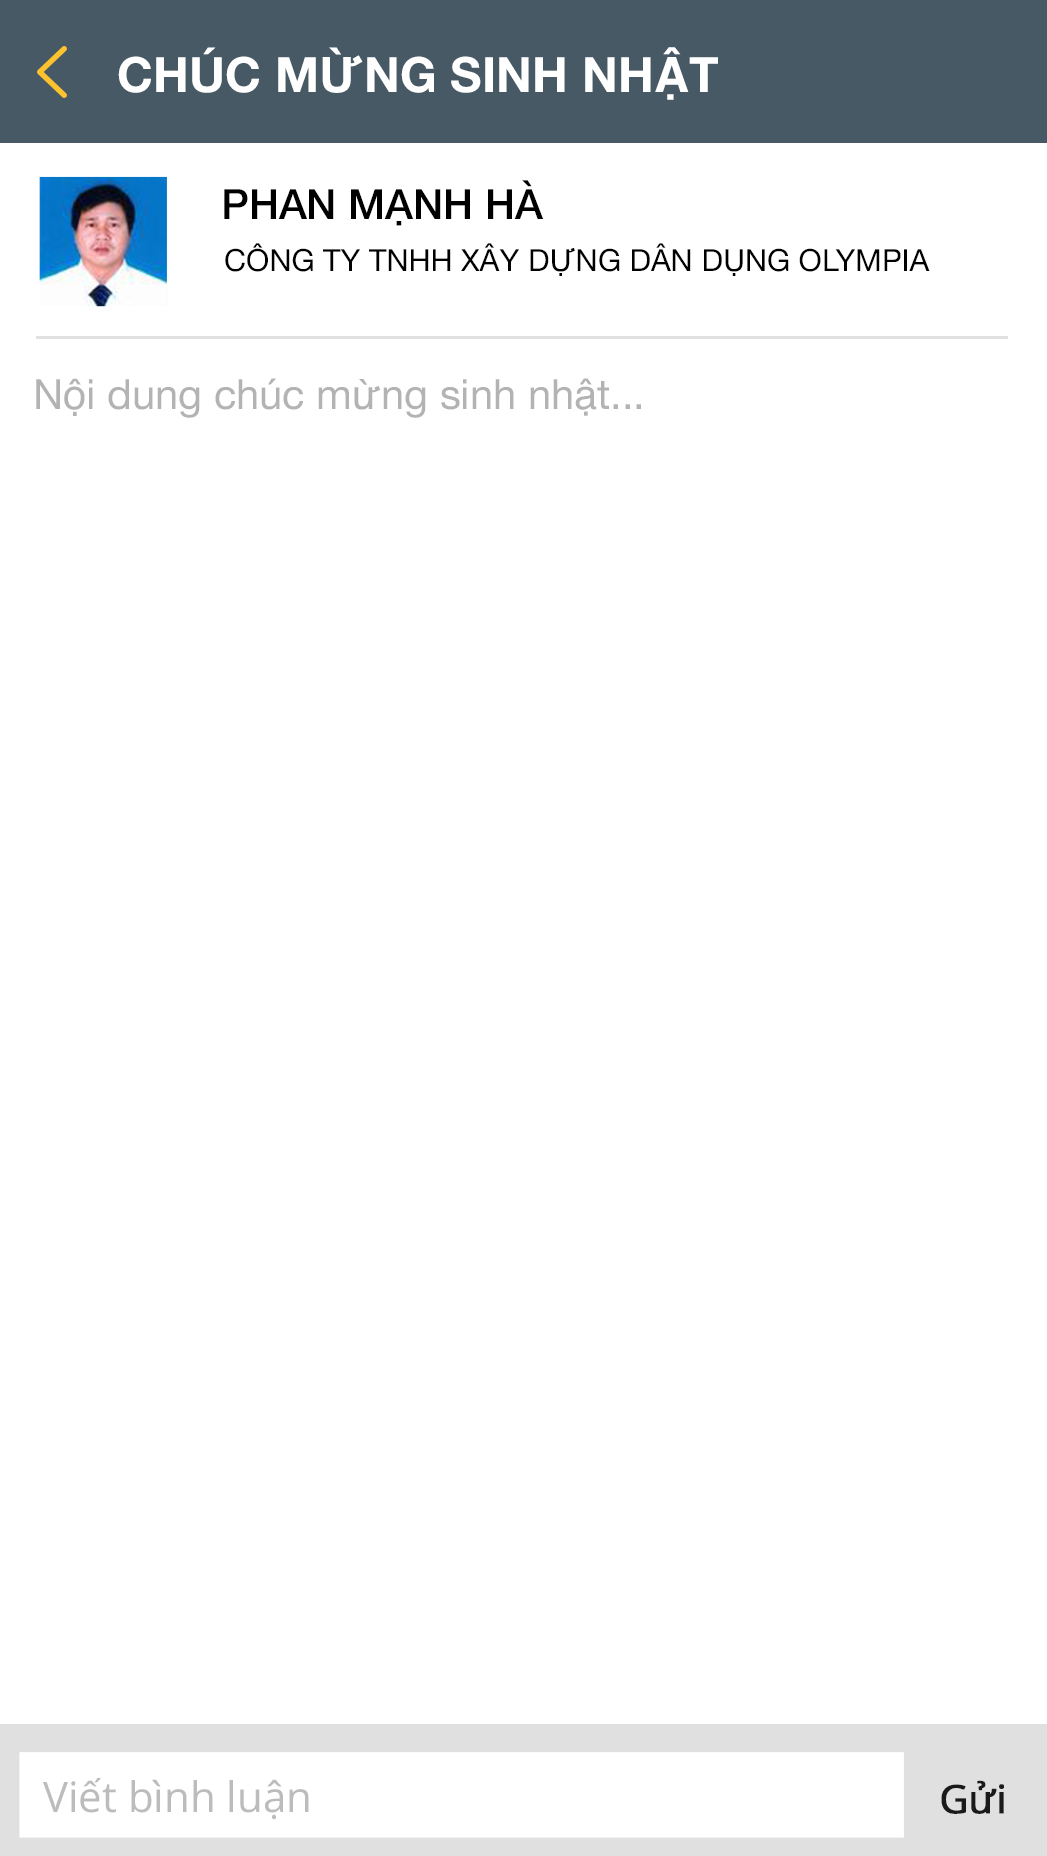 CHÚC MỪNG SINH NHẬT
PHAN MẠNH HÀ
CÔNG TY TNHH XÂY DỰNG DÂN DỤNG OLYMPIA
Nội dung chúc mừng sinh nhật...
Viết bình luận
Gửi